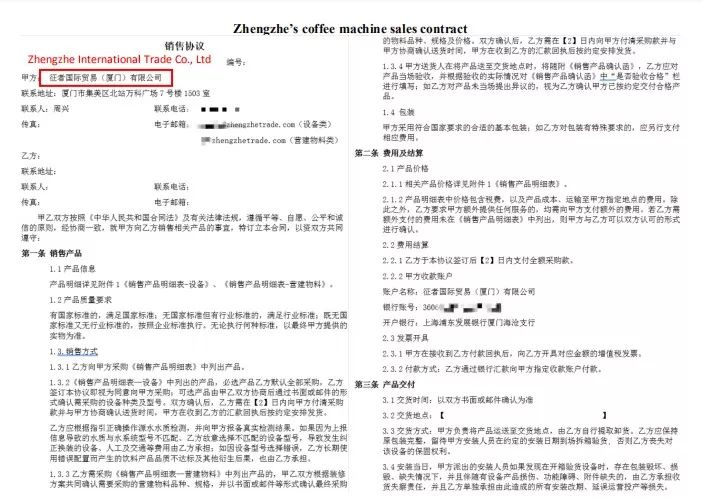 Zhengzhe's coffee machine sales contract
销售协议
Zhengzhe International Trade Co., Ltd
编号:
甲方: 征者国际贸易（厦门）有限公司
联系地址: 厦门市集美区北站万科广场 7 号楼 1503 室
联系人: 周兴 联系电话:
传真: 电子邮箱: zhengzhetrade.com（设备类）
zhengzhetrade.com（营建物料类）
乙方:
联系地址:
联系人: 联系电话:
传真: 电子邮箱:
甲乙双方按照《中华人民共和国合同法》及有关法律法规，遵循平等、自愿、公平和诚
信的原则，经协商一致，就甲方向乙方销售相关产品的事宜，特订立本合同，以资双方共同
遵守:
第一条 销售产品
1.1 产品信息
产品明细详见附件1《销售产品明细表-设备》、《销售产品明细表-营建物料》。
1.2 产品质量要求
有国家标准的，满足国家标准；无国家标准但有行业标准的，满足行业标准；既无国
家标准又无行业标准的，按照企业标准执行。无论执行何种标准，以最终甲方提供的
实物为准。
1.3.销售方式
1.3.1 乙方向甲方采购《销售产品明细表》中列出产品。
1.3.2《销售产品明细表—设备》中列出的产品，必选产品乙方默认全部采购，乙方
签本协议即视为同意向甲方采购；可选产品由甲乙双方协商后通过书面或邮件的形
式确认需采购的设备种类及型号。双方确认后，乙方需在【2】日内向甲方付清采购款
并与甲方协商确认送货时间，甲方在收到乙方的汇款回执后按约定安排发货。
乙方应根据指引正确操作源水水质检测，并向甲方报备真实检测结果。如果因为上报
信息导致的水质与水系统型号不匹配、乙方故意选择不匹配的设备型号，导致发生纠
正换装的设备、人工及交通等费用由乙方承担；如因设备型号选择错误，乙方长期使
用错误配置而产生的饮料产品品质不达标及其他衍生后果，也由乙方承担。
1.3.3 乙方需采购《销售产品明细表—营建物料》中列出产品的，甲乙双方根据装修
方案共同确认需要采购的营建物料品种、规格，并以书面或邮件等形式确认最终采购
的物料品种、规格及价格。双方确认后，乙方需在【2】日内向甲方付清采购款并与
甲方协商确认送货时间，甲方在收到乙方的汇款回执后按约定安排发货。
1.3.4 甲方送货人在将产品送至交货地点时，将随附《销售产品确认函》，乙方应对
产品当场验收，并根据验收的实际情况对《销售产品确认函》中“是否验收合格”栏
进行填写；如乙方对产品未当场提出异议的，视为乙方确认甲方已按约定交付合格产
品。
1.4 包装
甲方采用符合国家要求的合适的基本包装；如乙方对包装有特殊要求的，应另行支付
相应费用。
第二条 费用及结算
2.1 产品价格
2.1.1 相关产品价格详见附件 1《销售产品明细表》。
2.1.2 产品明细表中价格包含税费，以及产品成本、运输至甲方指定地点的费用。除
此之外，乙方要求甲方额外提供任何服务的，均需向甲方支付额外的费用。若乙方需
额外支付的费用未在《销售产品明细表》中列出，则甲方与乙方可以双方认可的形式
进行确认。
2.2 费用结算
2.2.1 乙方于本协议签订后【2】日内支付全额采购款。
2.2.2 甲方收款账户
账户名称: 征者国际贸易（厦门）有限公司
银行账号: 36060
开户银行: 上海浦东发展银行厦门海沧支行
2.3 发票开具
2.3.1 甲方在接收到乙方付款回执后，向乙方开具对应金额的增值税发票。
2.3.2 付款方式: 乙方通过银行汇款向甲方指定收款账户付款。
第三条 产品交付
3.1 交货时间: 以双方书面或邮件确认为准
3.2 交货地点: 【 】
3.3 交货方式: 甲方负责将产品运送至交货地点，由乙方自行提取卸货。乙方应保持
原包装完整，留待甲方安装人员在约定的安装日期到场拆箱验货，否则乙方丧失对
该设备的保固权利。
3.4 安装当日，甲方派出的安装人员如果发现在开箱验货设备时，存在包装毁坏、损
毁、缺失情况下，并且伴随有设备产品损伤、功能障碍、附件缺失的，由乙方承担收
货失察责任，并且乙方单独承担由此造成的所有安装改期、延误运营产等损失。